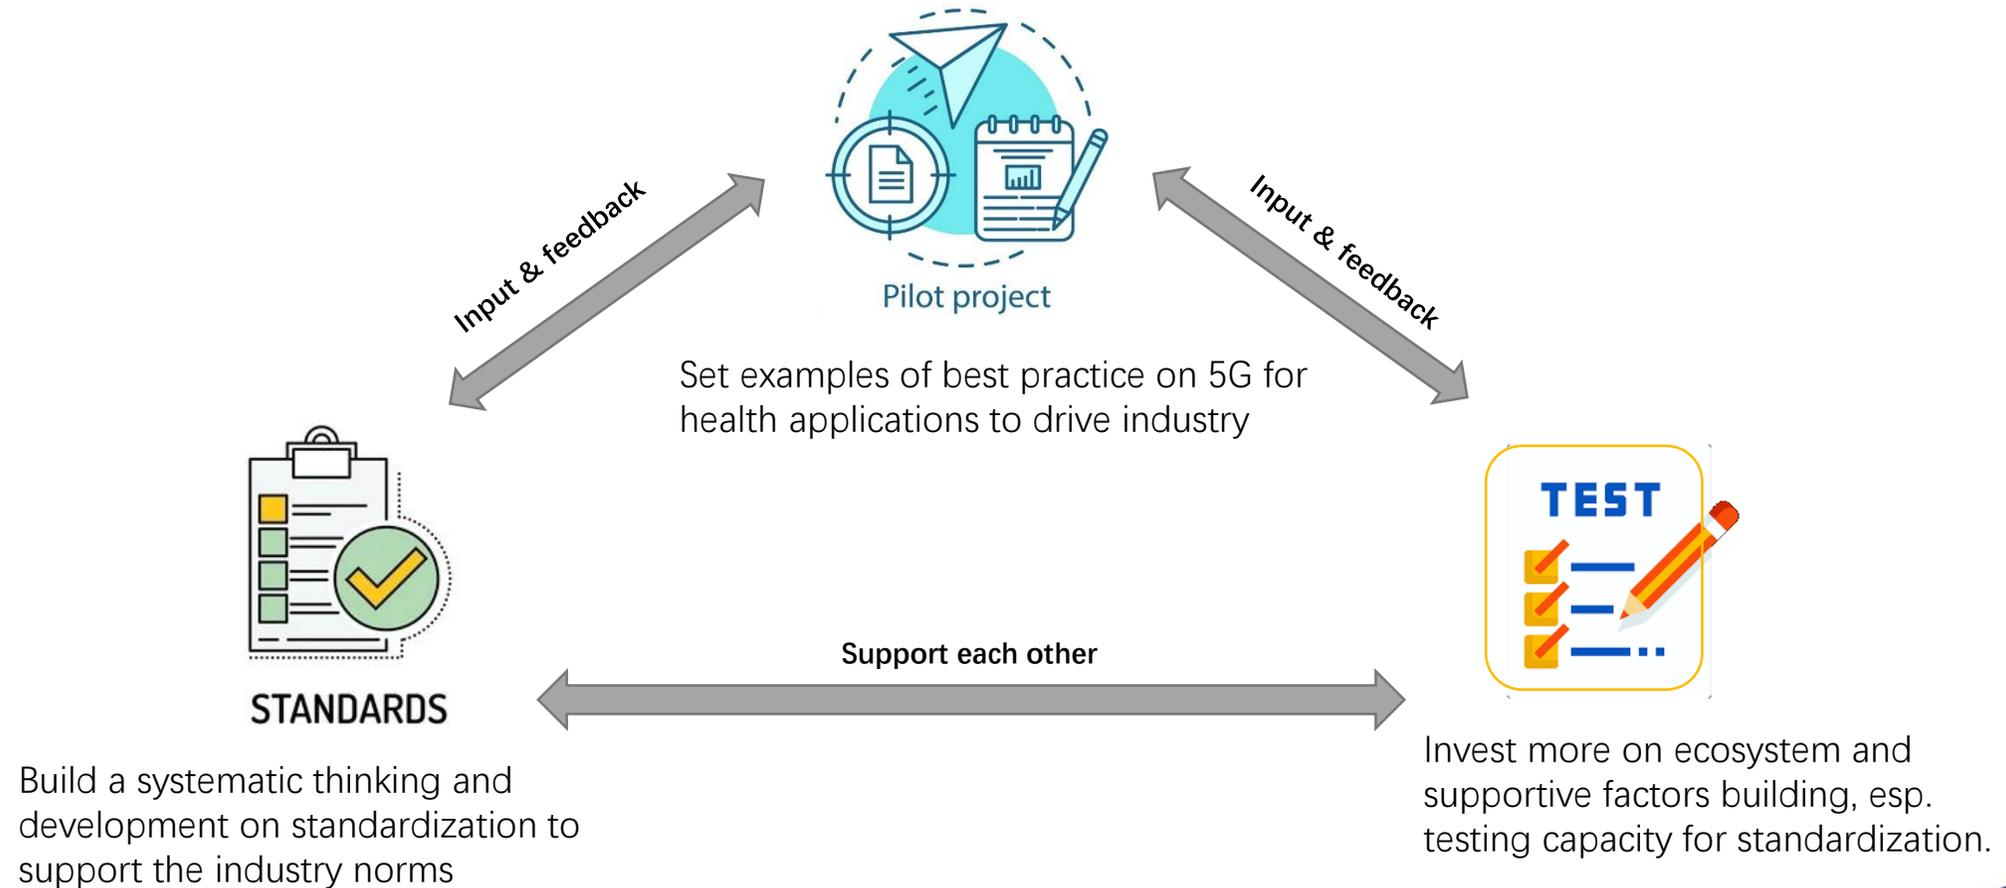 Pilot project
Input & feedback
Input & feedback
Set examples of best practice on 5G for
health applications to drive industry
TEST
Support each other
STANDARDS
Build a systematic thinking and
development on standardization to
support the industry norms
Invest more on ecosystem and
supportive factors building, esp.
testing capacity for standardization.